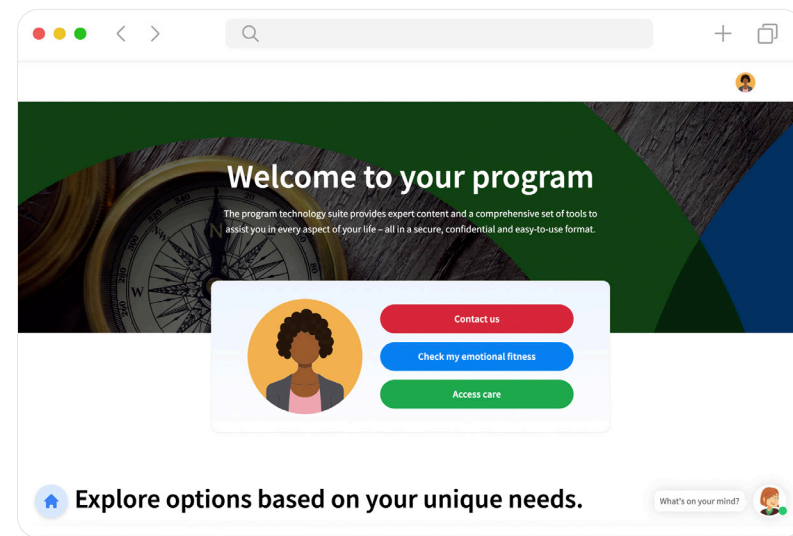 Welcome to your program
The program technology suite provides expert content and a comprehensive set of tools to
assist you in every aspect of your life – all in a secure, confidential and easy-to-use format.
N
W
Contact us
Check my emotional fitness
Access care
Explore options based on your unique needs.
What's on your mind?